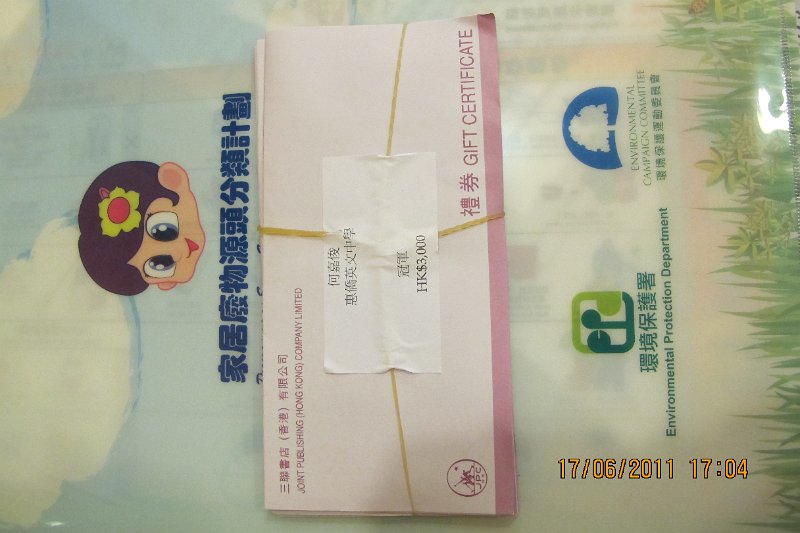 家居廢物源頭分類計劃
三聯書店（香港）有限公司
JOINT PUBLISHING (HONG KONG) COMPANY LIMITED
禮券 GIFT CERTIFICATE
何嘉俊
惠僑英文中學
冠軍
HK$3,000
J.P.C
ENVIRONMENTAL
CAMPAIGN COMMITTEE
環境保護運動委員會
環境保護署
Environmental Protection Department
17/06/2011 17:04